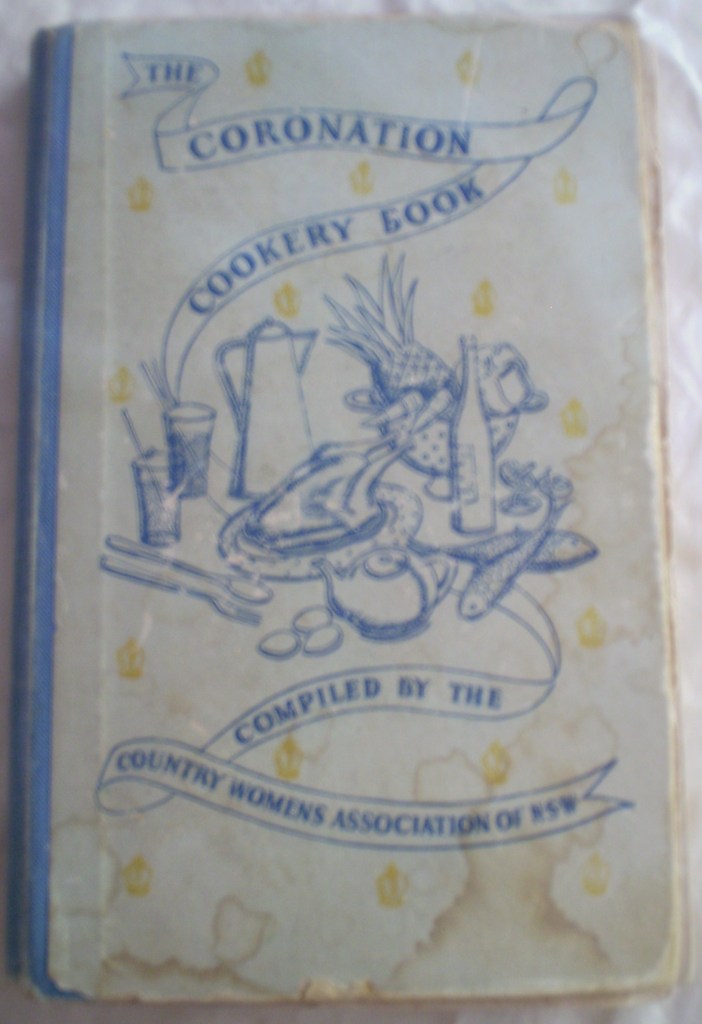 THE
CORONATION
COOKERY BOOK
COMPILED BY THE
COUNTRY WOMENS ASSOCIATION OF NSW